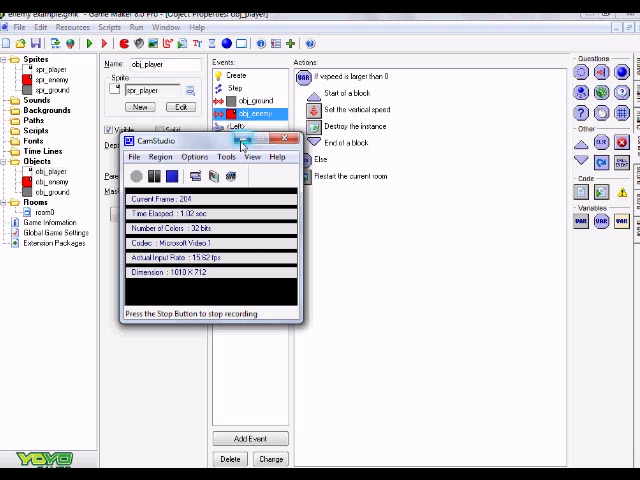 enemy example.gmk - Game Maker 8.0 Pro - [Object Properties: obj_player]
File Edit Resources Scripts Run Window Help
Sprites
spr_player
spr_enemy
spr_ground
Sounds
Backgrounds
Paths
Scripts
Fonts
Time Lines
Objects
obj_player
obj_enemy
obj_ground
Rooms
room0
Game Information
Global Game Settings
Extension Packages
YOYO
Name: obj_player
Sprite
spr_player
New Edit
Visible Solid
Events:
Create
Step
obj_ground
obj_enemy
<Left>
Add Event
Delete Change
Actions:
If vspeed is larger than 0
Start of a block
Set the vertical speed
Destroy the instance
End of a block
Else
Restart the current room
Questions
Other
ELSE
EXIT
CALL EVENT
Code
Variables
VAR VAR VAR
CamStudio
File Region Options Tools View Help
Current Frame : 204
Time Elapsed : 1.02 sec
Number of Colors : 32 bits
Codec : Microsoft Video 1
Actual Input Rate : 15.62 fps
Dimension : 1010 X 712
Press the Stop Button to stop recording